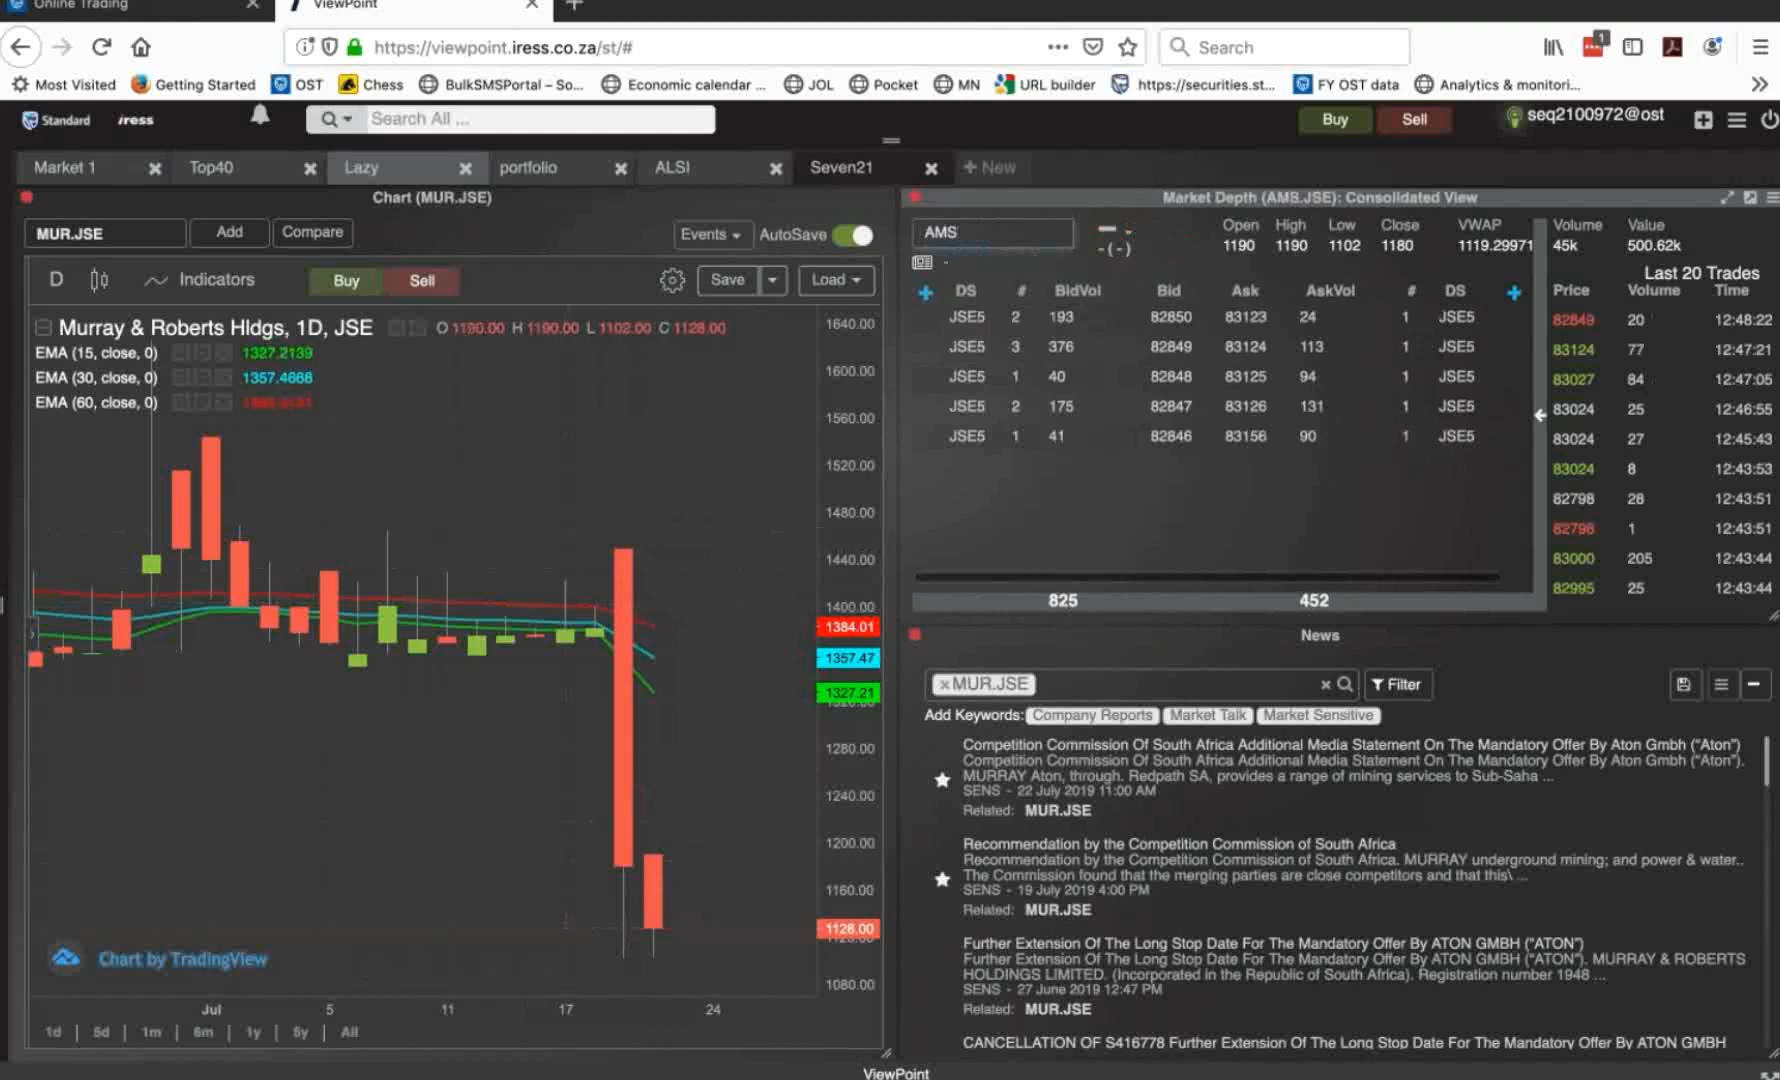 Online Trading
ViewPoint
https://viewpoint.iress.co.za/st/#
Search
1
Most Visited
Getting Started
OST
Chess
BulkSMSPortal – So...
Economic calendar ...
JOL
Pocket
MN
URL builder
https://securities.st...
FY OST data
Analytics & monitori...
Standard
iress
Search All ...
Buy
Sell
seq2100972@ost
Market 1
Top40
Lazy
portfolio
ALSI
Seven21
+ New
Chart (MUR.JSE)
MUR.JSE
Add
Compare
Events
AutoSave
D
Indicators
Buy
Sell
Save
Load
Murray & Roberts Hldgs, 1D, JSE
O 1190.00 H 1190.00 L 1102.00 C 1128.00
EMA (15, close, 0)
1327.2139
EMA (30, close, 0)
1357.4668
EMA (60, close, 0)
1640.00
1600.00
1560.00
1520.00
1480.00
1440.00
1400.00
1384.01
1357.47
1327.21
1280.00
1240.00
1200.00
1160.00
1128.00
1080.00
Chart by TradingView
Jul
5
11
17
24
1d | 5d | 1m | 6m | 1y | 5y | All
Market Depth (AMS.JSE): Consolidated View
AMS
-(-)
Open High Low Close VWAP
1190 1190 1102 1180 1119.29971
Volume Value
45k 500.62k
DS # BidVol Bid Ask AskVol # DS
JSE5 2 193 82850 83123 24 1 JSE5
JSE5 3 376 82849 83124 113 1 JSE5
JSE5 1 40 82848 83125 94 1 JSE5
JSE5 2 175 82847 83126 131 1 JSE5
JSE5 1 41 82846 83156 90 1 JSE5
825 452
Last 20 Trades
Price Volume Time
82849 20 12:48:22
83124 77 12:47:21
83027 84 12:47:05
83024 25 12:46:55
83024 27 12:45:43
83024 8 12:43:53
82798 28 12:43:51
82796 1 12:43:51
83000 205 12:43:44
82995 25 12:43:44
News
MUR.JSE
Filter
Add Keywords: Company Reports Market Talk Market Sensitive
Competition Commission Of South Africa Additional Media Statement On The Mandatory Offer By Aton Gmbh ("Aton")
Competition Commission Of South Africa Additional Media Statement On The Mandatory Offer By Aton Gmbh ("Aton").
MURRAY Aton, through. Redpath SA, provides a range of mining services to Sub-Saha ...
SENS - 22 July 2019 11:00 AM
Related: MUR.JSE
Recommendation by the Competition Commission of South Africa
Recommendation by the Competition Commission of South Africa. MURRAY underground mining; and power & water..
The Commission found that the merging parties are close competitors and that this\ ...
SENS - 19 July 2019 4:00 PM
Related: MUR.JSE
Further Extension Of The Long Stop Date For The Mandatory Offer By ATON GMBH ("ATON")
Further Extension Of The Long Stop Date For The Mandatory Offer By ATON GMBH ("ATON"). MURRAY & ROBERTS
HOLDINGS LIMITED. (Incorporated in the Republic of South Africa). Registration number 1948 ...
SENS - 27 June 2019 12:47 PM
Related: MUR.JSE
CANCELLATION OF S416778 Further Extension Of The Long Stop Date For The Mandatory Offer By ATON GMBH
ViewPoint